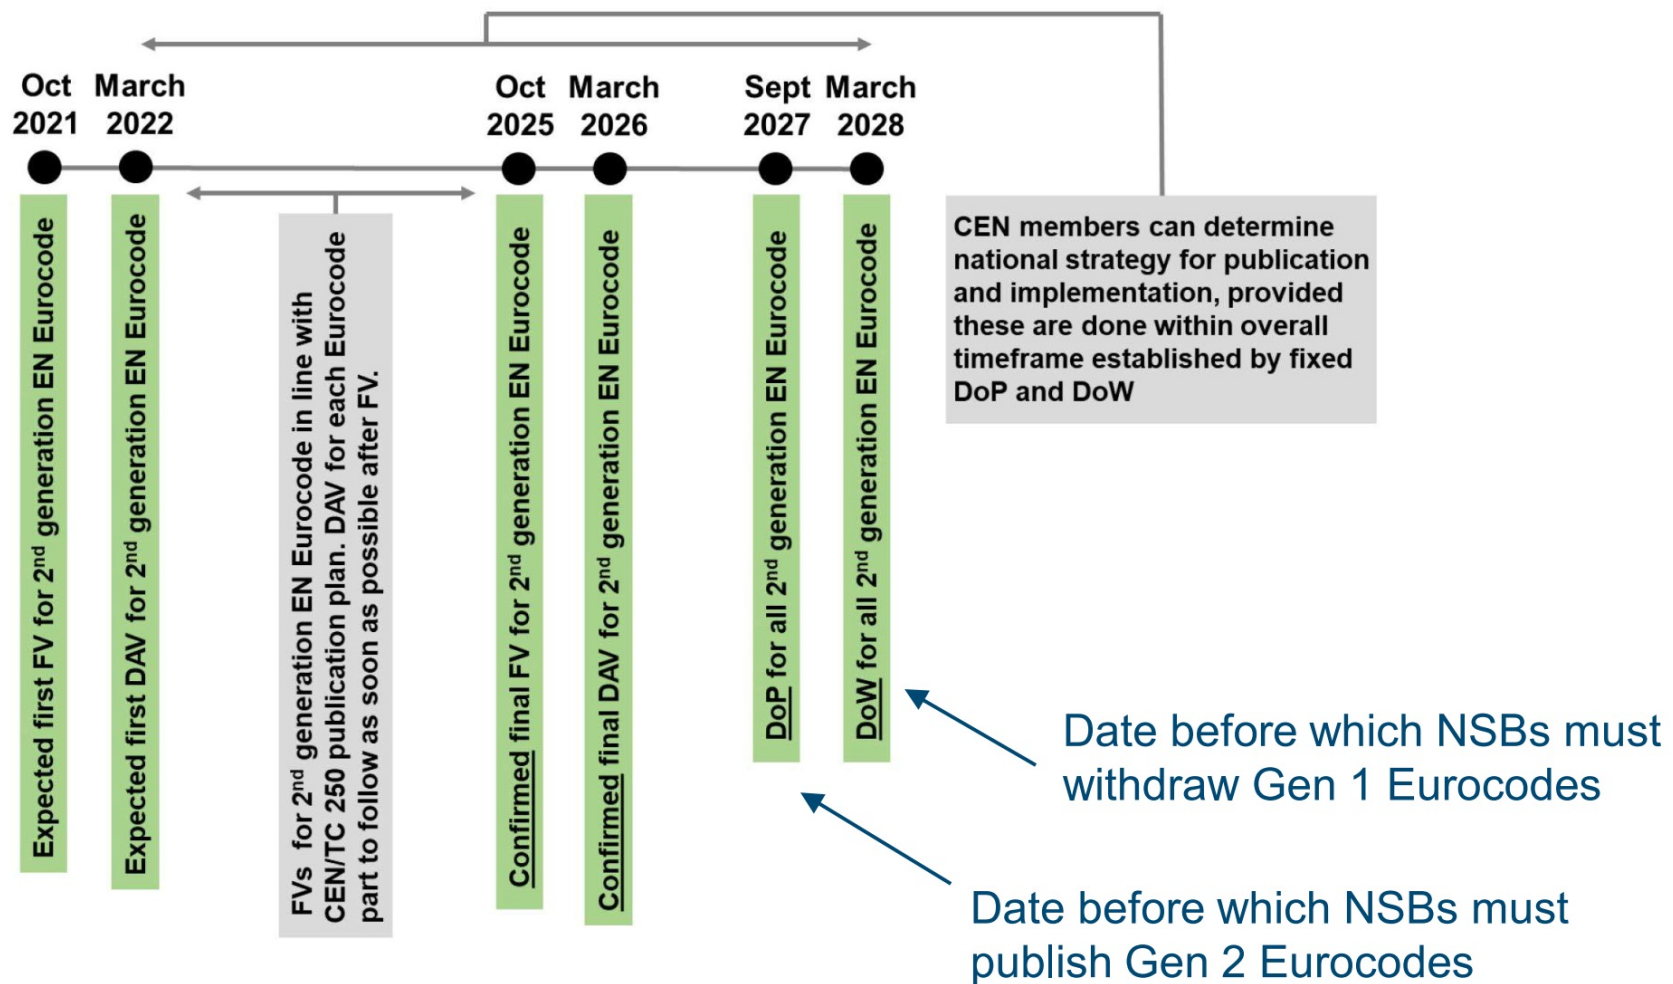 Oct
2021
March
2022
Oct
2025
March
2026
Sept
2027
March
2028
Expected first FV for 2nd generation EN Eurocode
Expected first DAV for 2nd generation EN Eurocode
FVs for 2nd generation EN Eurocode in line with
CEN/TC 250 publication plan. DAV for each Eurocode
part to follow as soon as possible after FV.
Confirmed final FV for 2nd generation EN Eurocode
Confirmed final DAV for 2nd generation EN Eurocode
DoP for all 2nd generation EN Eurocode
DoW for all 2nd generation EN Eurocode
CEN members can determine
national strategy for publication
and implementation, provided
these are done within overall
timeframe established by fixed
DoP and DoW
Date before which NSBs must
withdraw Gen 1 Eurocodes
Date before which NSBs must
publish Gen 2 Eurocodes